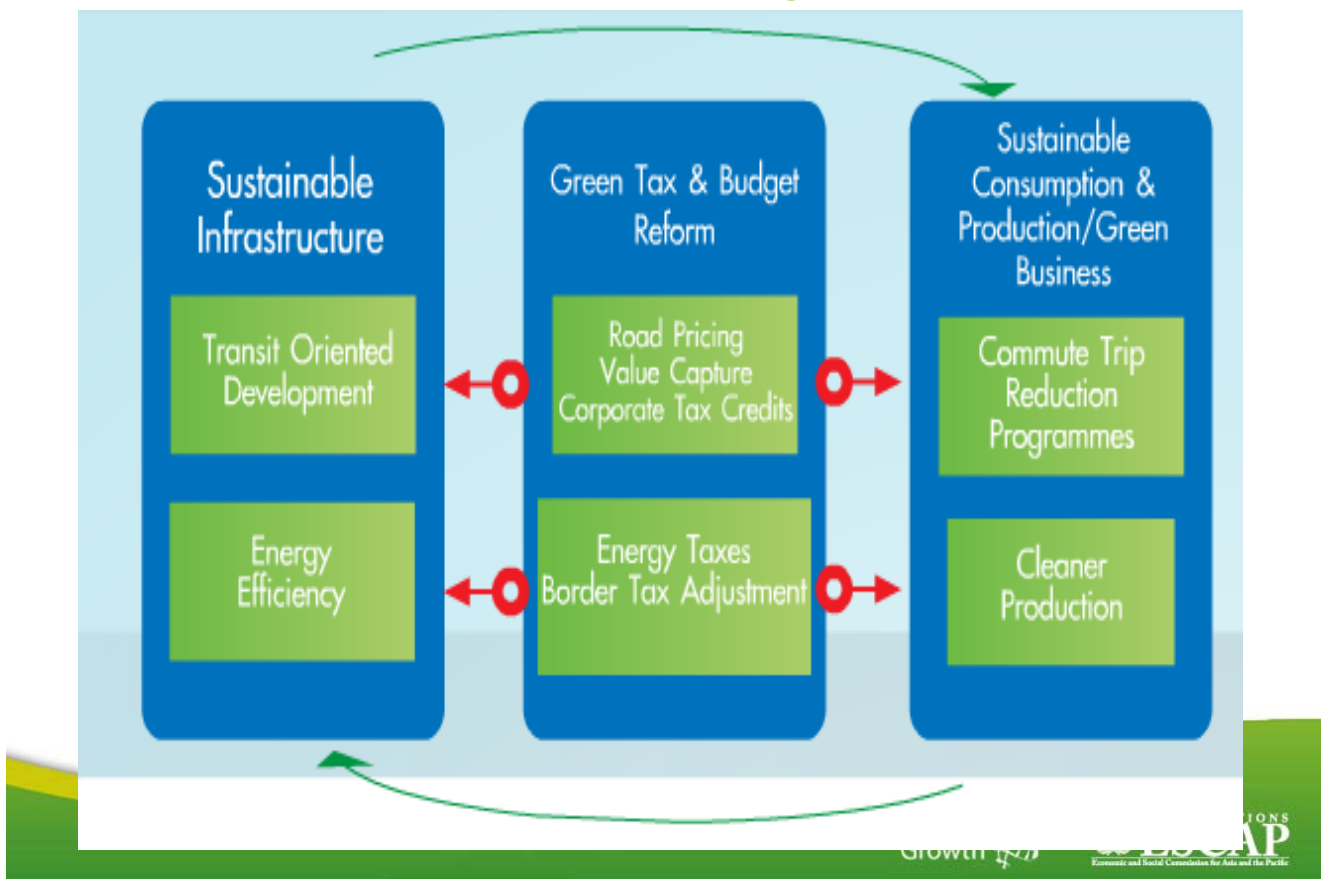 Sustainable
Infrastructure
Transit Oriented
Development
Energy
Efficiency
Green Tax & Budget
Reform
Road Pricing
Value Capture
Corporate Tax Credits
Energy Taxes
Border Tax Adjustment
Sustainable
Consumption &
Production/Green
Business
Commute Trip
Reduction
Programmes
Cleaner
Production
Growth
IONS
ESCAP
Economic and Social Commission for Asia and the Pacific